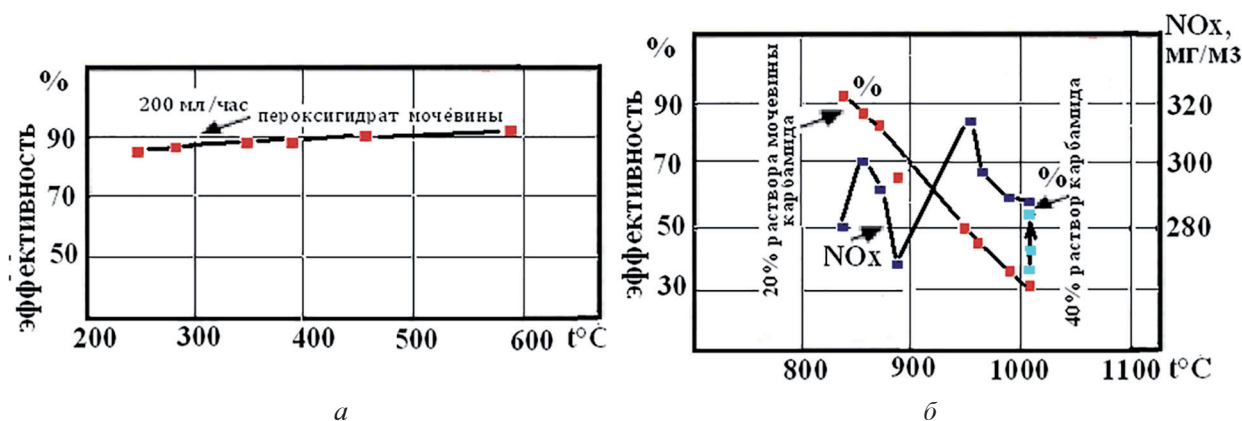 %
эффективность
90
70
50
200 мл/час
пероксигидрат мочевины
200
300
400
500
600
t°C
а
%
эффективность
90
70
50
30
20% раствора мочевины
карбамида
%
NOx
%
40% раствор карбамида
NOx,
мг/м3
320
300
280
800
900
1000
1100
t°C
б